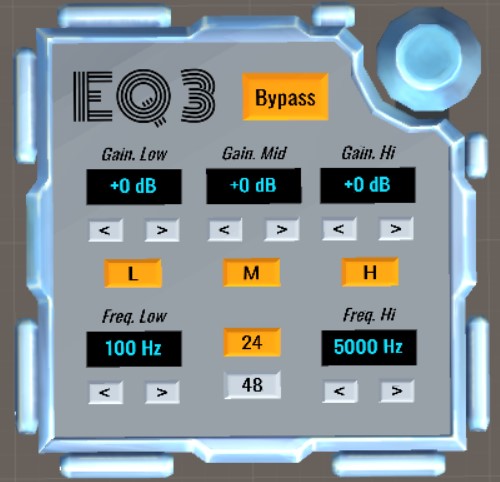 EQ3
Bypass
Gain. Low Gain. Mid Gain. Hi
+0 dB +0 dB +0 dB
< > < > < >
L M H
Freq. Low Freq. Hi
100 Hz 24 5000 Hz
48
< > < >